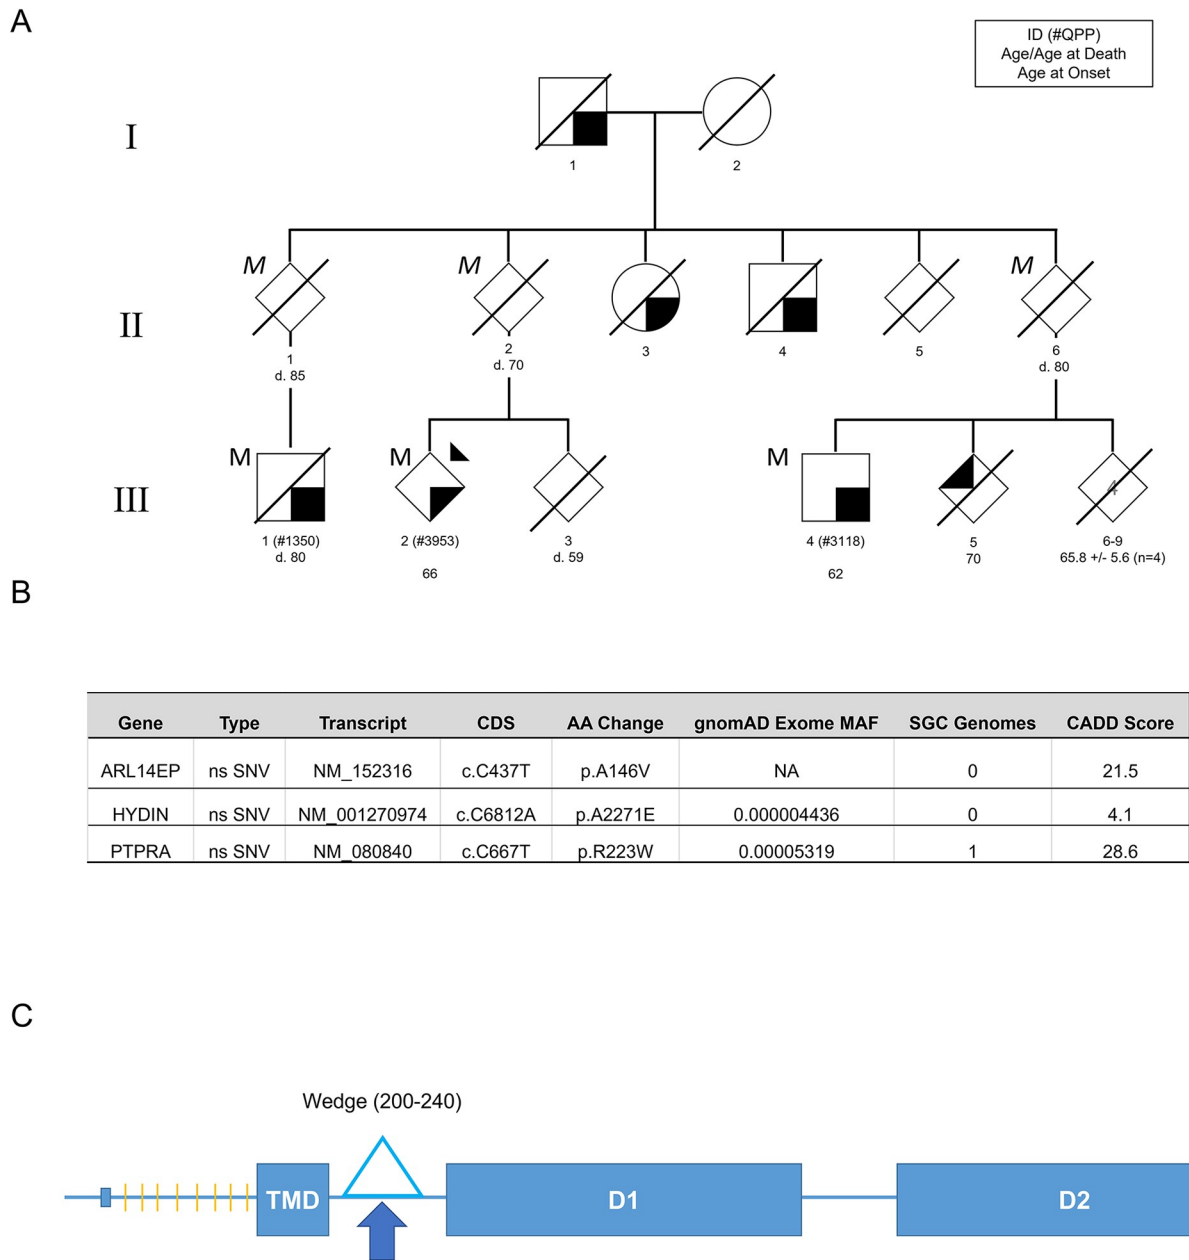 A
ID (#QPP)
Age/Age at Death
Age at Onset
I
1
2
M
M
M
II
1
d. 85
2
d. 70
3
4
5
6
d. 80
M
M
M
4
III
1 (#1350)
d. 80
2 (#3953)
66
3
d. 59
4 (#3118)
62
5
70
6-9
65.8 +/- 5.6 (n=4)
B
Gene Type Transcript CDS AA Change gnomAD Exome MAF SGC Genomes CADD Score
ARL14EP ns SNV NM_152316 c.C437T p.A146V NA 0 21.5
HYDIN ns SNV NM_001270974 c.C6812A p.A2271E 0.000004436 0 4.1
PTPRA ns SNV NM_080840 c.C667T p.R223W 0.00005319 1 28.6
C
Wedge (200-240)
TMD
D1
D2